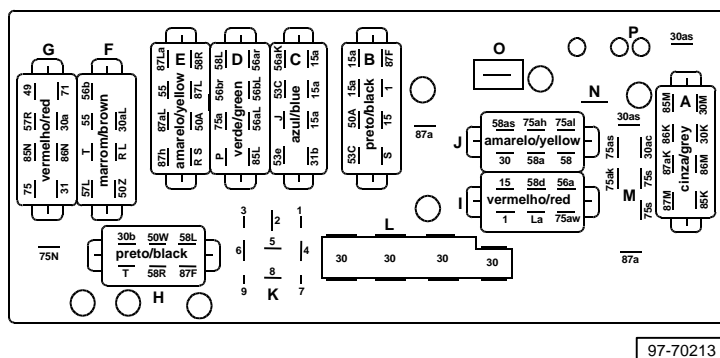 P
30as
G
F
E
D
C
B
O
A
49
71
57R
30a
85N
86N
75
31
vermelho/red
56b
55
30aL
T
RL
57L
50Z
marrom/brown
87La
58R
55
87L
87aL
50A
87h
R S
amarelo/yellow
58L
56ar
56br
56bL
75a
56aL
P
85L
verde/green
56aK
15a
53C
15a
J
15a
53e
31b
azul/blue
15a
87F
15a
1
50A
15
53C
S
preto/black
87a
N
30as
J
58as 75ah 75al
amarelo/yellow
30 58a 58
I
15 58d 56a
vermelho/red
1 La 75aw
75as
30ac
75ak
75s
M
75s
87a
85M
30M
86K
30K
87aK
86M
87M
85K
cinza/grey
75N
30b 50W 58L
preto/black
T 58R 87F
H
3 2 1
6 5 4
9 8 7
K
L
30 30 30 30
97-70213